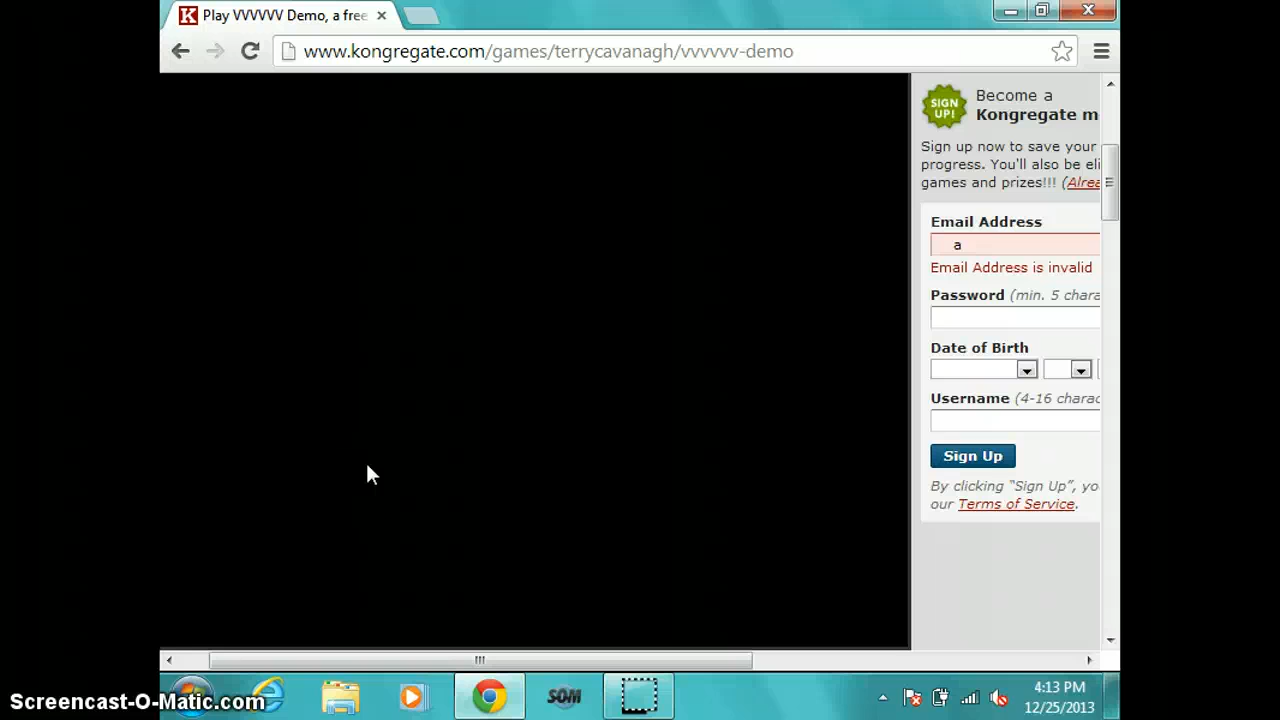 K Play VVVVVV Demo, a free
www.kongregate.com/games/terrycavanagh/vvvvvv-demo
SIGN UP!
Become a
Kongregate m
Sign up now to save your
progress. You'll also be eli
games and prizes!!! (Alrea
Email Address
a
Email Address is invalid
Password (min. 5 chara
Date of Birth
Username (4-16 charac
Sign Up
By clicking “Sign Up”, yo
our Terms of Service.
SOM
4:13 PM
12/25/2013
Screencast-O-Matic.com